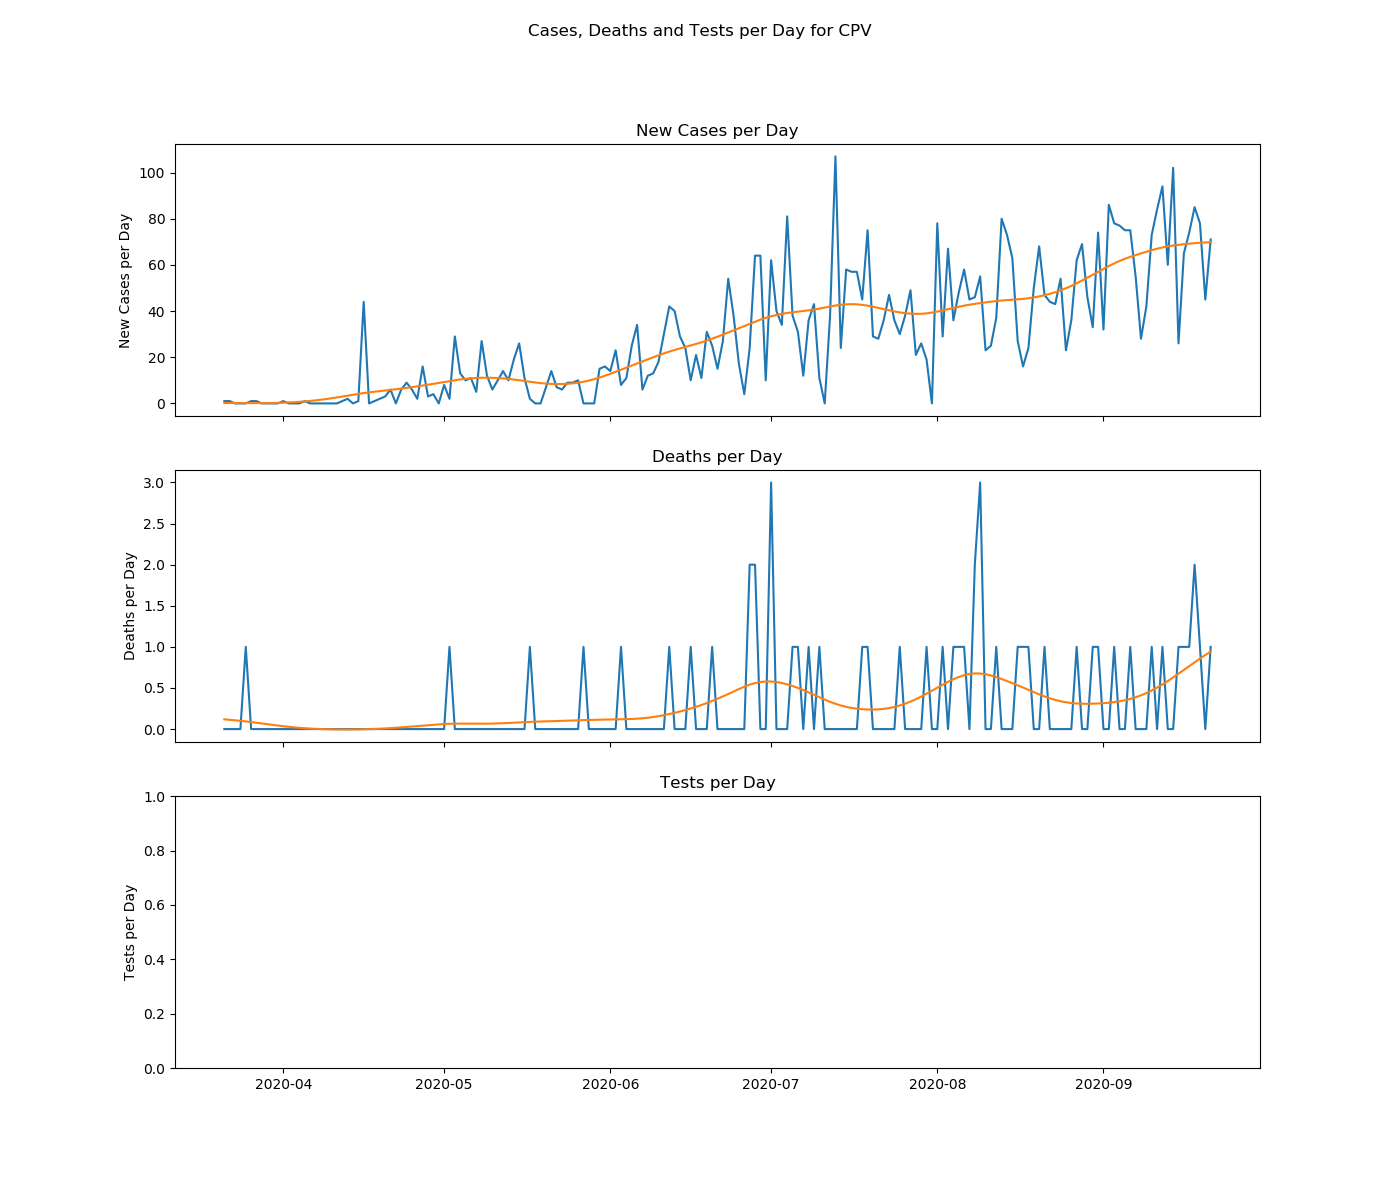 Cases, Deaths and Tests per Day for CPV
New Cases per Day
New Cases per Day
100
80
60
40
20
0
Deaths per Day
Deaths per Day
3.0
2.5
2.0
1.5
1.0
0.5
0.0
Tests per Day
Tests per Day
1.0
0.8
0.6
0.4
0.2
0.0
2020-04 2020-05 2020-06 2020-07 2020-08 2020-09